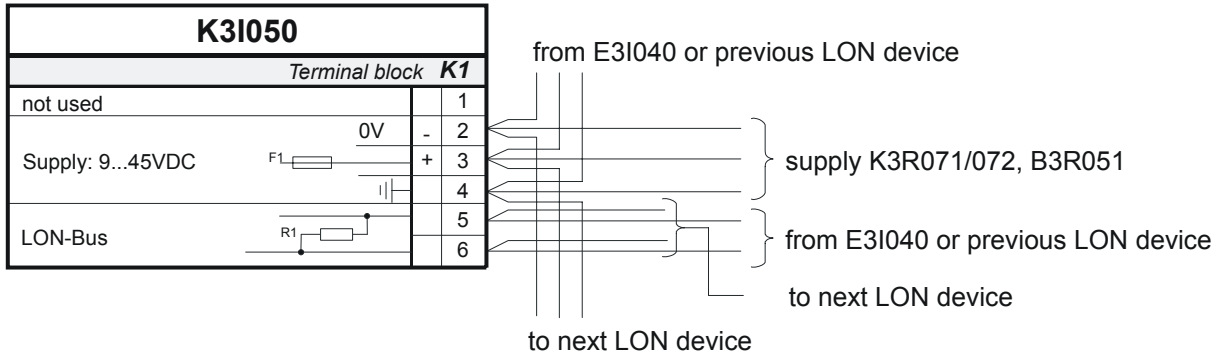 K3I050
from E3I040 or previous LON device
Terminal block K1
not used 1
0V - 2
Supply: 9...45VDC F1 + 3
supply K3R071/072, B3R051
4
5
LON-Bus R1
6
from E3I040 or previous LON device
to next LON device
to next LON device